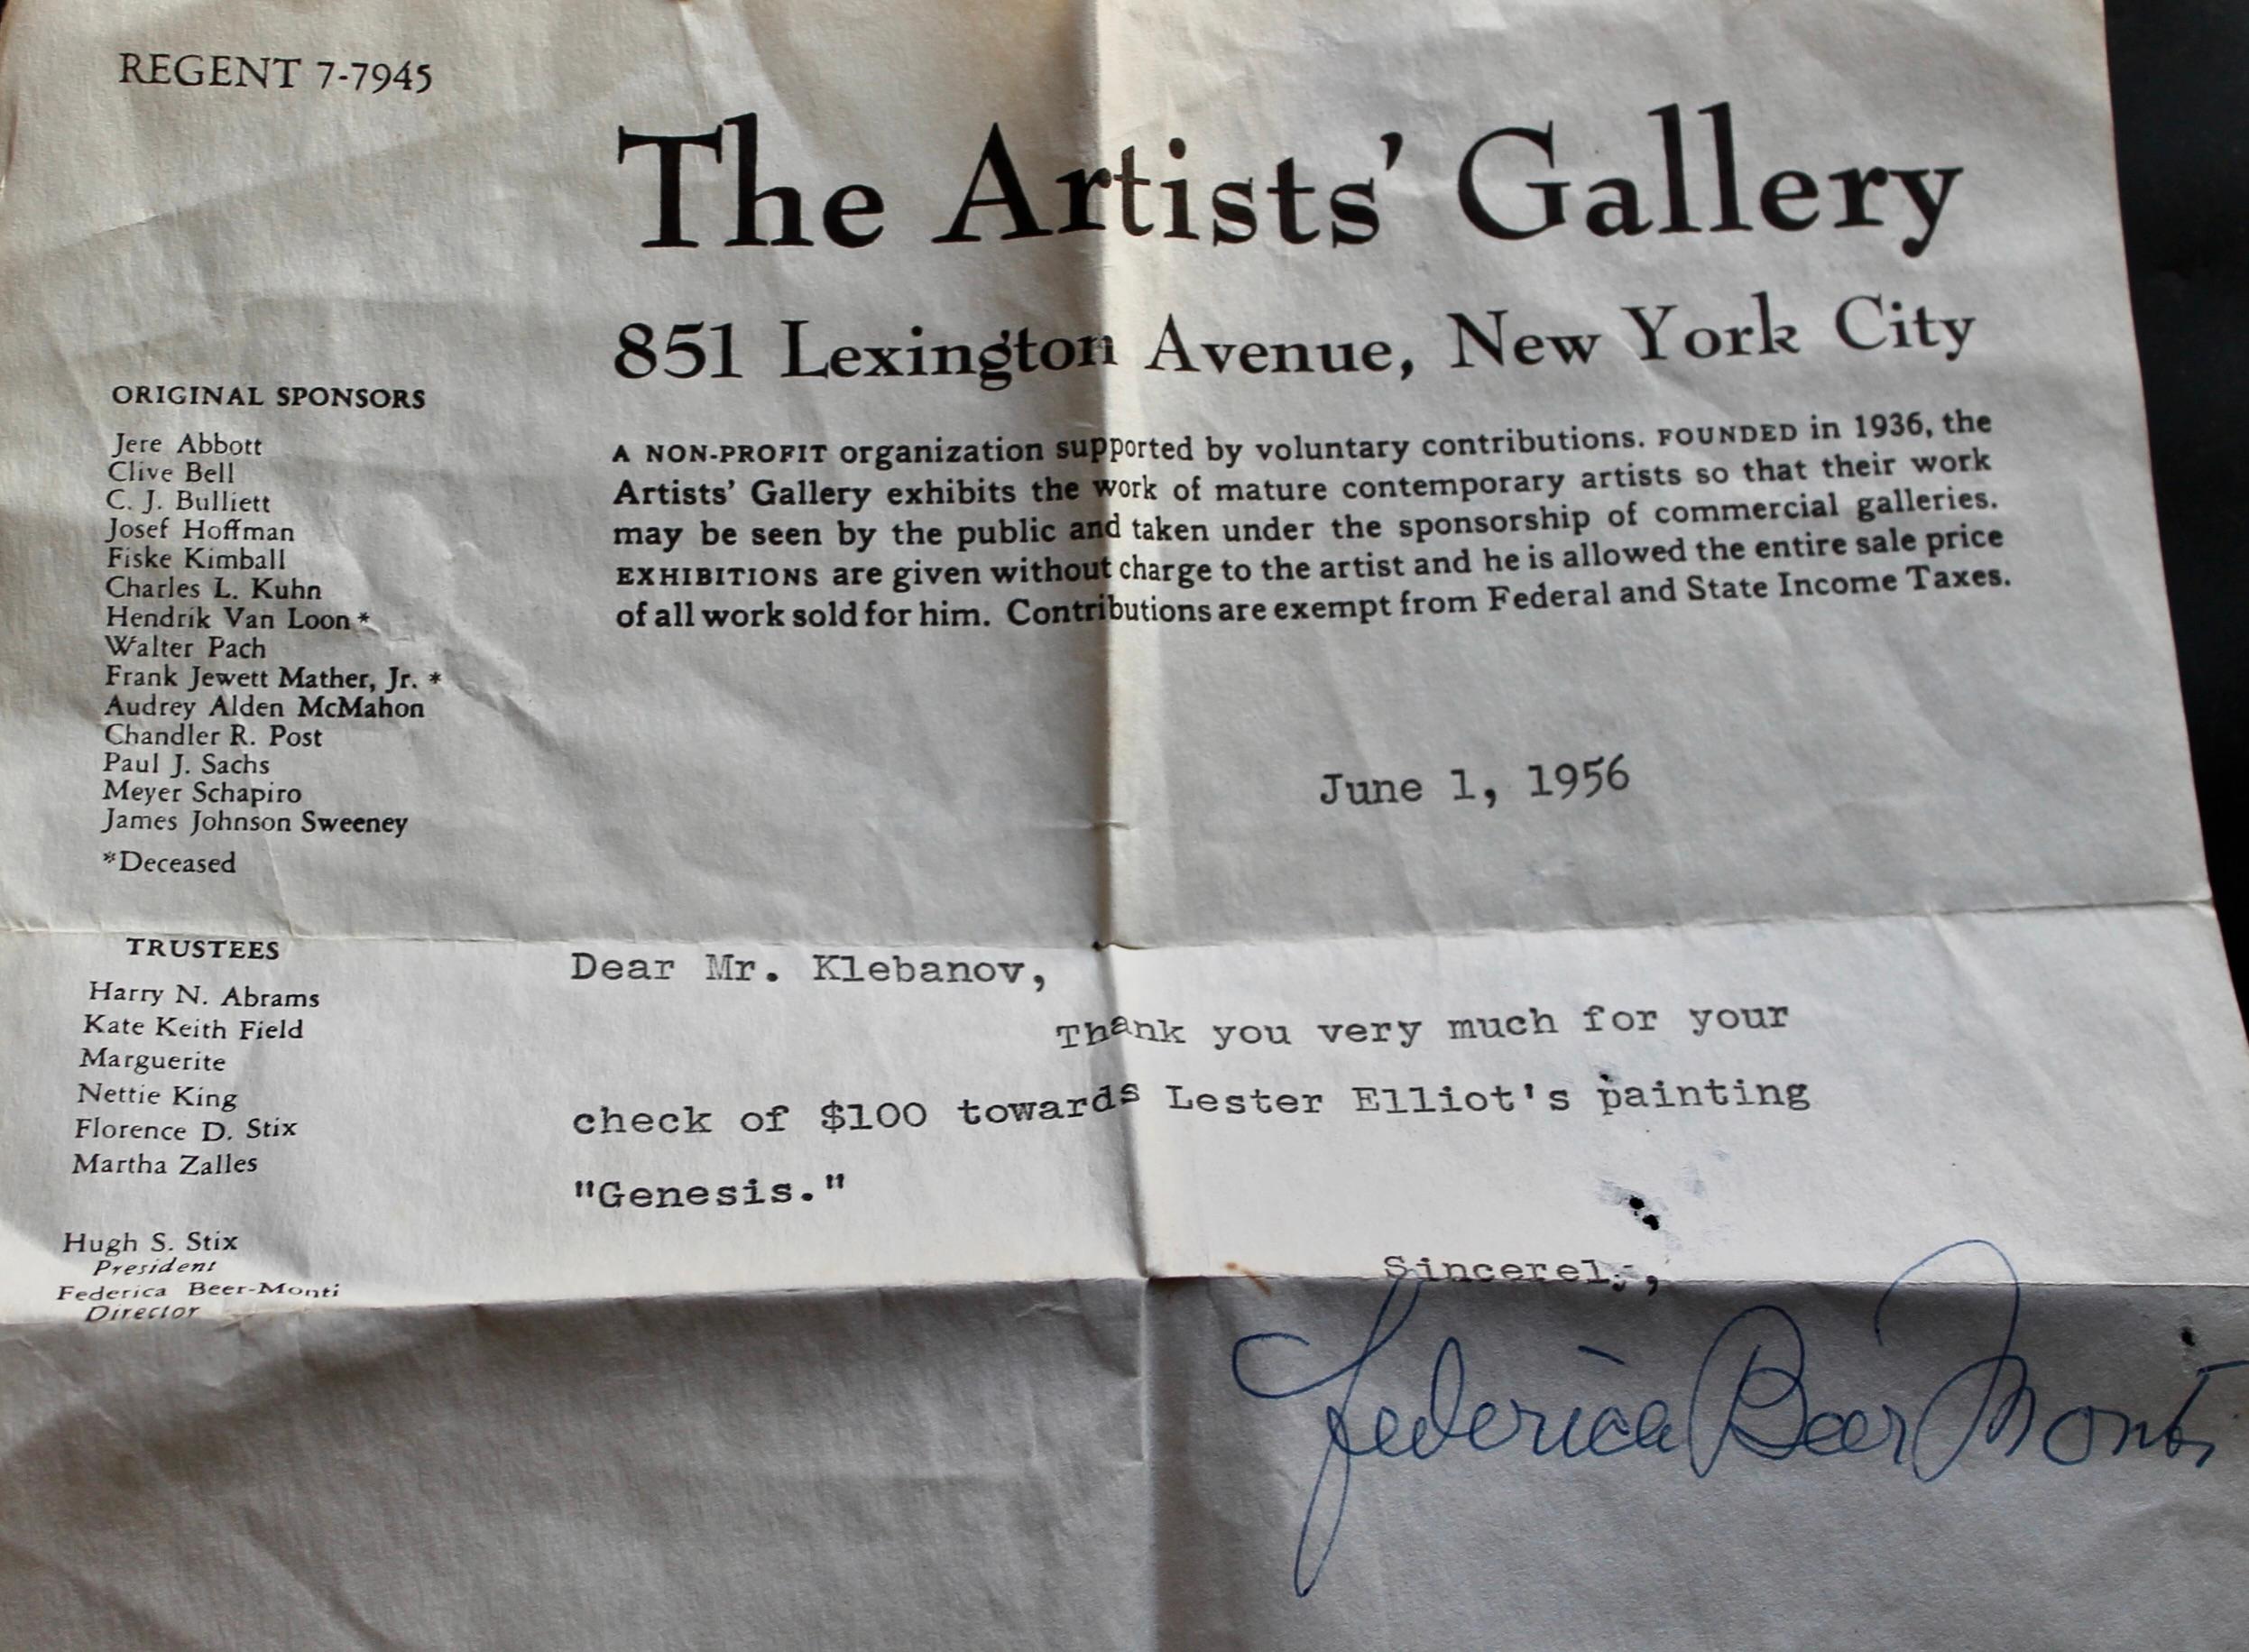 REGENT 7-7945
The Artists' Gallery
851 Lexington Avenue, New York City
A NON-PROFIT organization supported by voluntary contributions. FOUNDED in 1936, the
Artists' Gallery exhibits the work of mature contemporary artists so that their work
may be seen by the public and taken under the sponsorship of commercial galleries.
EXHIBITIONS are given without charge to the artist and he is allowed the entire sale price
of all work sold for him. Contributions are exempt from Federal and State Income Taxes.
ORIGINAL SPONSORS
Jere Abbott
Clive Bell
C. J. Bulliett
Josef Hoffman
Fiske Kimball
Charles L. Kuhn
Hendrik Van Loon*
Walter Pach
Frank Jewett Mather, Jr. *
Audrey Alden McMahon
Chandler R. Post
Paul J. Sachs
Meyer Schapiro
James Johnson Sweeney
*Deceased
TRUSTEES
Harry N. Abrams
Kate Keith Field
Marguerite
Nettie King
Florence D. Stix
Martha Zalles
Hugh S. Stix
President
Federica Beer-Monti
Director
June 1, 1956
Dear Mr. Klebanov,
Thank you very much for your
check of $100 towards Lester Elliot's painting
"Genesis."
Sincerely,
Federica Beer Monti